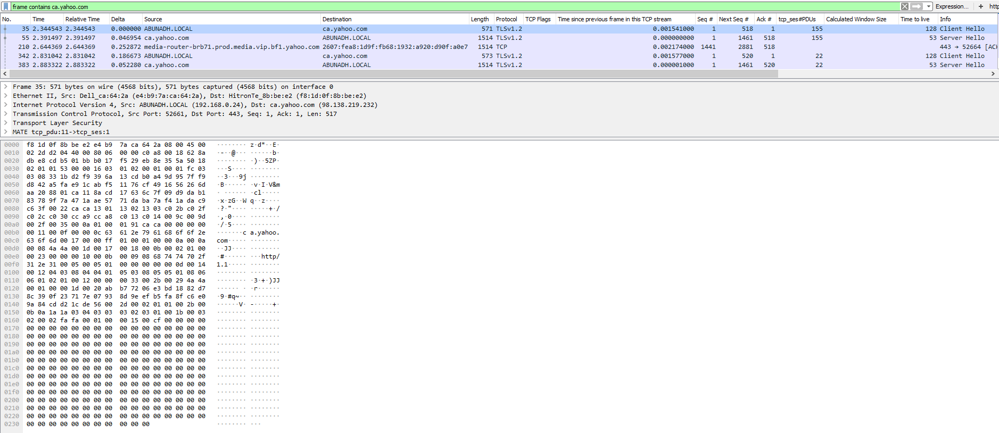 frame contains ca.yahoo.com
Expression... + http
No. Time Relative Time Delta Source Destination Length Protocol TCP Flags Time since previous frame in this TCP stream Seq # Next Seq # Ack # tcp_ses#PDUs Calculated Window Size Time to live Info
35 2.344543 2.344543 0.000000 ABUNADH.LOCAL ca.yahoo.com 571 TLSv1.2 0.001541000 1 518 1 155 128 Client Hello
55 2.391497 2.391497 0.046954 ca.yahoo.com ABUNADH.LOCAL 1514 TLSv1.2 0.000000000 1 1461 518 155 53 Server Hello
210 2.644369 2.644369 0.252872 media-router-brb71.prod.media.vip.bf1.yahoo.com 2607:fea8:1d9f:fb68:1932:a920:d90f:a0e7 1514 TCP 0.002174000 1441 2881 518 443 → 52664 [ACK
342 2.831042 2.831042 0.186673 ABUNADH.LOCAL ca.yahoo.com 573 TLSv1.2 0.001577000 1 520 1 22 128 Client Hello
383 2.883322 2.883322 0.052280 ca.yahoo.com ABUNADH.LOCAL 1514 TLSv1.2 0.000001000 1 1461 520 22 53 Server Hello
Frame 35: 571 bytes on wire (4568 bits), 571 bytes captured (4568 bits) on interface 0
Ethernet II, Src: Dell_ca:64:2a (e4:b9:7a:ca:64:2a), Dst: HitronTe_8b:be:e2 (f8:1d:0f:8b:be:e2)
Internet Protocol Version 4, Src: ABUNADH.LOCAL (192.168.0.24), Dst: ca.yahoo.com (98.138.219.232)
Transmission Control Protocol, Src Port: 52661, Dst Port: 443, Seq: 1, Ack: 1, Len: 517
Transport Layer Security
MATE tcp_pdu:11->tcp_ses:1
0000 f8 1d 0f 8b be e2 e4 b9 7a ca 64 2a 08 00 45 00 ········ z·d*··E·
0010 02 2d d2 04 40 00 80 06 00 00 c0 a8 00 18 62 8a ·-··@··· ······b·
0020 db e8 cd b5 01 bb b0 17 f5 29 eb 8e 35 5a 50 18 ········ ·)··5ZP·
0030 02 01 01 53 00 00 16 03 01 02 00 01 00 01 fc 03 ···S···· ········
0040 03 08 33 1b d2 f9 39 6a 13 cd b0 a4 9d 95 7f f9 ··3···9j ········
0050 d8 42 a5 fa e9 1c ab f5 11 76 cf 49 16 56 26 6d ·B······ ·v·I·V&m
0060 aa 20 88 01 ca 11 8a cd 17 63 6c 7f 09 d9 da b1 · ······ ·cl·····
0070 83 78 9f 7a 47 1a ae 57 71 da ba 7a f4 1a da c9 ·x·zG··W q··z····
0080 c6 3f 00 22 ca ca 13 01 13 02 13 03 c0 2b c0 2f ·?·"···· ·····+·/
0090 c0 2c c0 30 cc a9 cc a8 c0 13 c0 14 00 9c 00 9d ·,·0···· ········
00a0 00 2f 00 35 00 0a 01 00 01 91 ca ca 00 00 00 00 ·/·5···· ········
00b0 00 11 00 0f 00 00 0c 63 61 2e 79 61 68 6f 6f 2e ·······c a.yahoo.
00c0 63 6f 6d 00 17 00 00 ff 01 00 01 00 00 0a 00 0a com····· ········
00d0 00 08 4a 4a 00 1d 00 17 00 18 00 0b 00 02 01 00 ··JJ···· ········
00e0 00 23 00 00 00 10 00 0b 00 09 08 68 74 74 70 2f ·#······ ···http/
00f0 31 2e 31 00 05 00 05 01 00 00 00 00 00 0d 00 14 1.1····· ········
0100 00 12 04 03 08 04 04 01 05 03 08 05 05 01 08 06 ········ ········
0110 06 01 02 01 00 12 00 00 00 33 00 2b 00 29 4a 4a ········ ·3·+·)JJ
0120 00 01 00 00 1d 00 20 ab b7 72 06 e3 bd 18 82 d7 ······ · ·r······
0130 8c 39 0f 23 71 7e 07 93 8d 9e ef b5 fa 8f c6 e0 ·9·#q~·· ········
0140 9a 84 cd d2 1c de 56 00 2d 00 02 01 01 00 2b 00 ······V· -·····+·
0150 0b 0a 1a 1a 03 04 03 03 03 02 03 01 00 1b 00 03 ········ ········
0160 02 00 02 fa fa 00 01 00 00 15 00 cf 00 00 00 00 ········ ········
0170 00 00 00 00 00 00 00 00 00 00 00 00 00 00 00 00 ········ ········
0180 00 00 00 00 00 00 00 00 00 00 00 00 00 00 00 00 ········ ········
0190 00 00 00 00 00 00 00 00 00 00 00 00 00 00 00 00 ········ ········
01a0 00 00 00 00 00 00 00 00 00 00 00 00 00 00 00 00 ········ ········
01b0 00 00 00 00 00 00 00 00 00 00 00 00 00 00 00 00 ········ ········
01c0 00 00 00 00 00 00 00 00 00 00 00 00 00 00 00 00 ········ ········
01d0 00 00 00 00 00 00 00 00 00 00 00 00 00 00 00 00 ········ ········
01e0 00 00 00 00 00 00 00 00 00 00 00 00 00 00 00 00 ········ ········
01f0 00 00 00 00 00 00 00 00 00 00 00 00 00 00 00 00 ········ ········
0200 00 00 00 00 00 00 00 00 00 00 00 00 00 00 00 00 ········ ········
0210 00 00 00 00 00 00 00 00 00 00 00 00 00 00 00 00 ········ ········
0220 00 00 00 00 00 00 00 00 00 00 00 00 00 00 00 00 ········ ········
0230 00 00 00 00 00 00 00 00 00 00 00 ········ ···